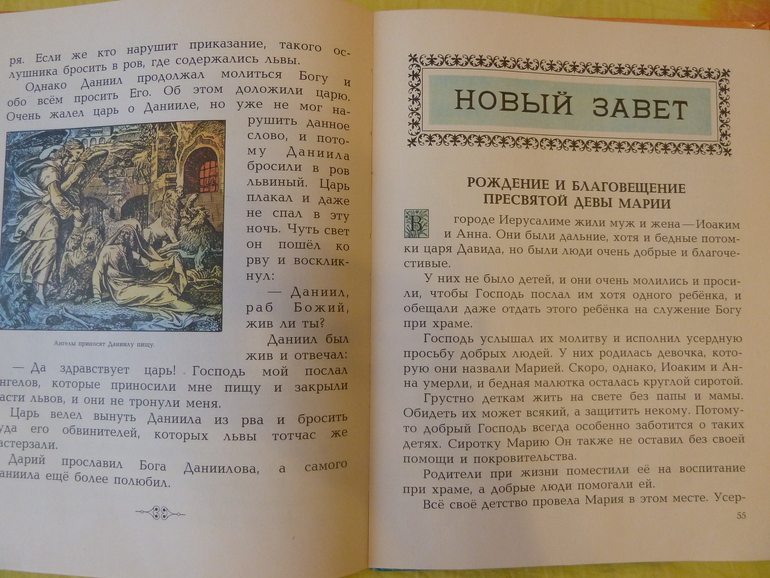 ря. Если же кто нарушит приказание, такого ос-
лушника бросить в ров, где содержались львы.
Однако Даниил продолжал молиться Богу и
обо всём просить Его. Об этом доложили царю.
Очень жалел царь о Данииле, но уже не мог на-
рушить данное
слово, и пото-
му Даниила
бросили в ров
львиный. Царь
плакал и даже
не спал в эту
ночь. Чуть свет
он пошёл ко
рву и восклик-
нул:
— Даниил,
раб Божий,
жив ли ты?
Даниил был
жив и отвечал:
Ангелы приносят Даниилу пищу.
— Да здравствует царь! Господь мой послал
нгелов, которые приносили мне пищу и закрыли
асти львов, и они не тронули меня.
Царь велел вынуть Даниила из рва и бросить
уда его обвинителей, которых львы тотчас же
астерзали.
Дарий прославил Бога Даниилова, а самого
аниила ещё более полюбил.
НОВЫЙ ЗАВЕТ
РОЖДЕНИЕ И БЛАГОВЕЩЕНИЕ
ПРЕСВЯТОЙ ДЕВЫ МАРИИ
В городе Иерусалиме жили муж и жена — Иоаким
и Анна. Они были дальние, хотя и бедные потом-
ки царя Давида, но были люди очень добрые и благоче-
стивые.
У них не было детей, и они очень молились и проси-
ли, чтобы Господь послал им хотя одного ребёнка, и
обещали даже отдать этого ребёнка на служение Богу
при храме.
Господь услышал их молитву и исполнил усердную
просьбу добрых людей. У них родилась девочка, кото-
рую они назвали Марией. Скоро, однако, Иоаким и Ан-
на умерли, и бедная малютка осталась круглой сиротой.
Грустно деткам жить на свете без папы и мамы.
Обидеть их может всякий, а защитить некому. Потому-
то добрый Господь всегда особенно заботится о таких
детях. Сиротку Марию Он также не оставил без своей
помощи и покровительства.
Родители при жизни поместили её на воспитание
при храме, а добрые люди помогали ей.
Всё своё детство провела Мария в этом месте. Усер-
55